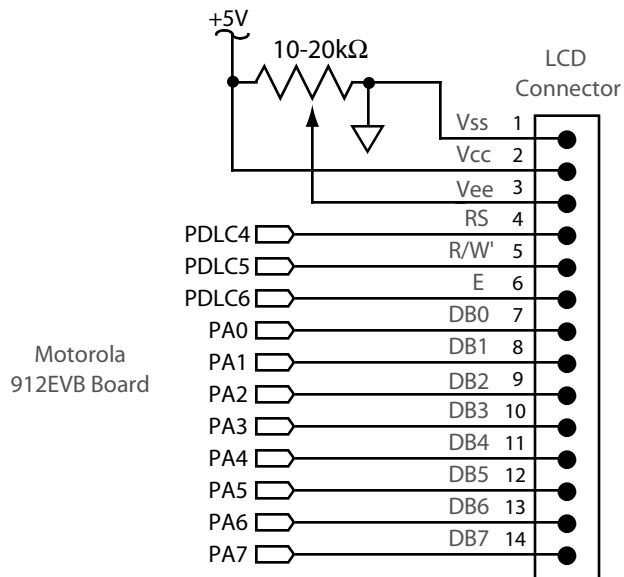 +5V
10-20kΩ
LCD
Connector
Vss 1
Vcc 2
Vee 3
RS 4
PDLC4
R/W' 5
PDLC5
E 6
PDLC6
DB0 7
PA0
DB1 8
PA1
DB2 9
PA2
DB3 10
PA3
DB4 11
PA4
DB5 12
PA5
DB6 13
PA6
DB7 14
PA7
Motorola
912EVB Board